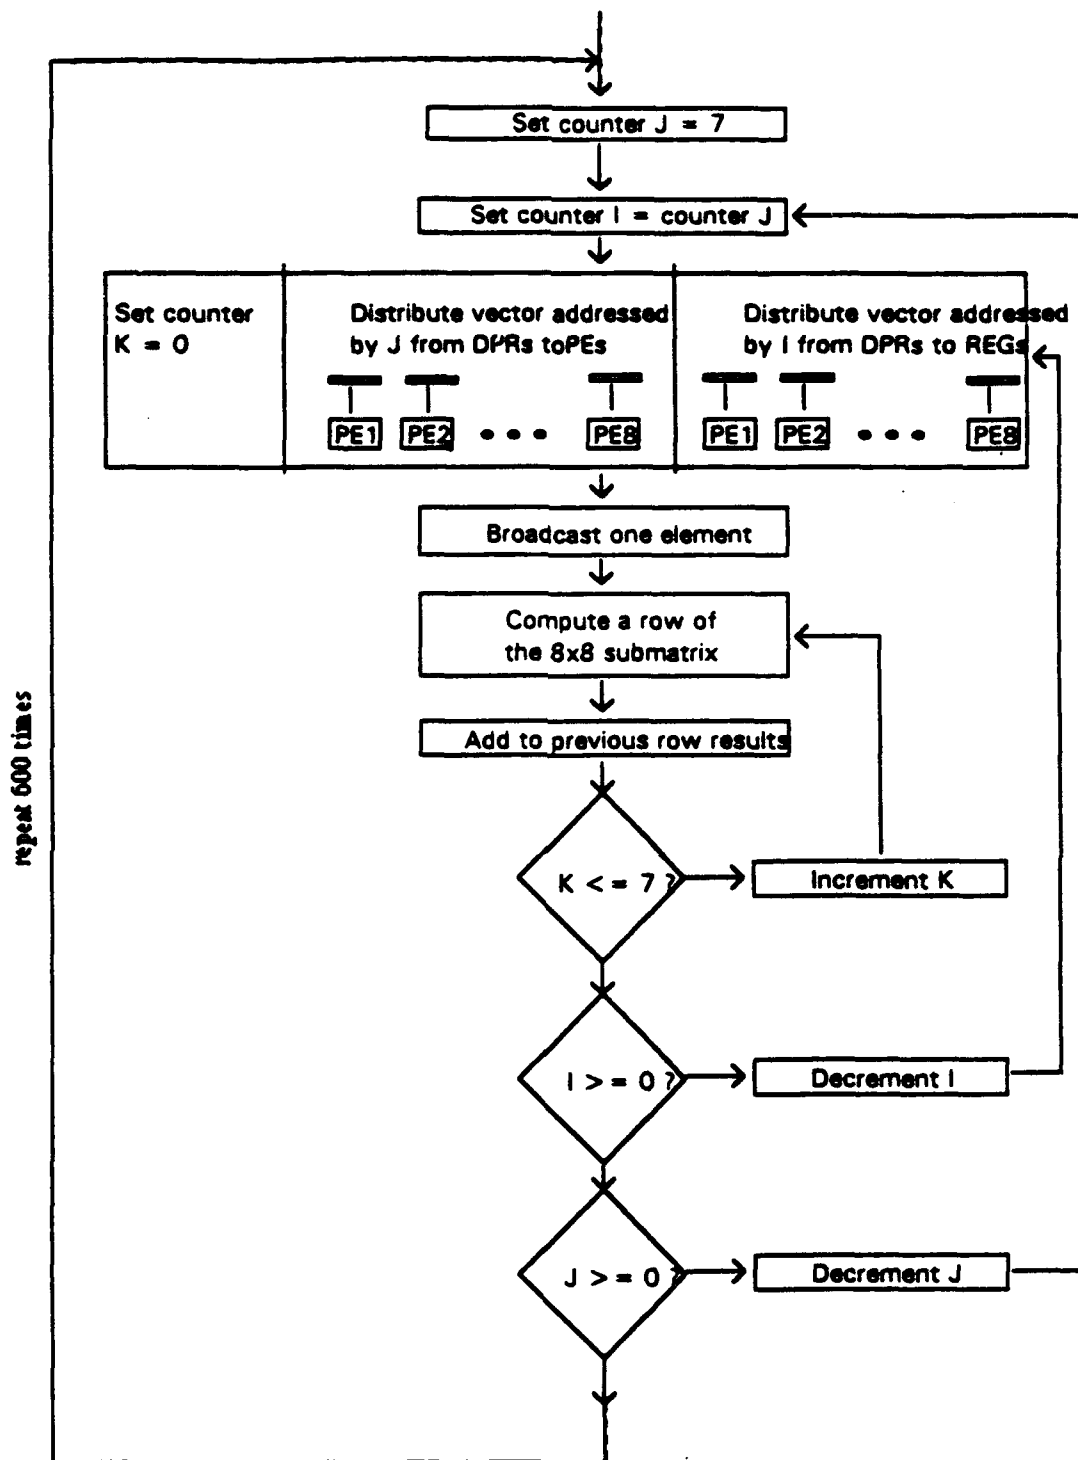 Set counter J = 7
Set counter I = counter J
Set counter
K = 0
Distribute vector addressed
by J from DPRs toPEs
PE1 PE2 • • • PE8
Distribute vector addressed
by I from DPRs to REGs
PE1 PE2 • • • PE8
Broadcast one element
Compute a row of
the 8x8 submatrix
Add to previous row results
K < = 7 ?
Increment K
I > = 0 ?
Decrement I
J > = 0 ?
Decrement J
repeat 600 times